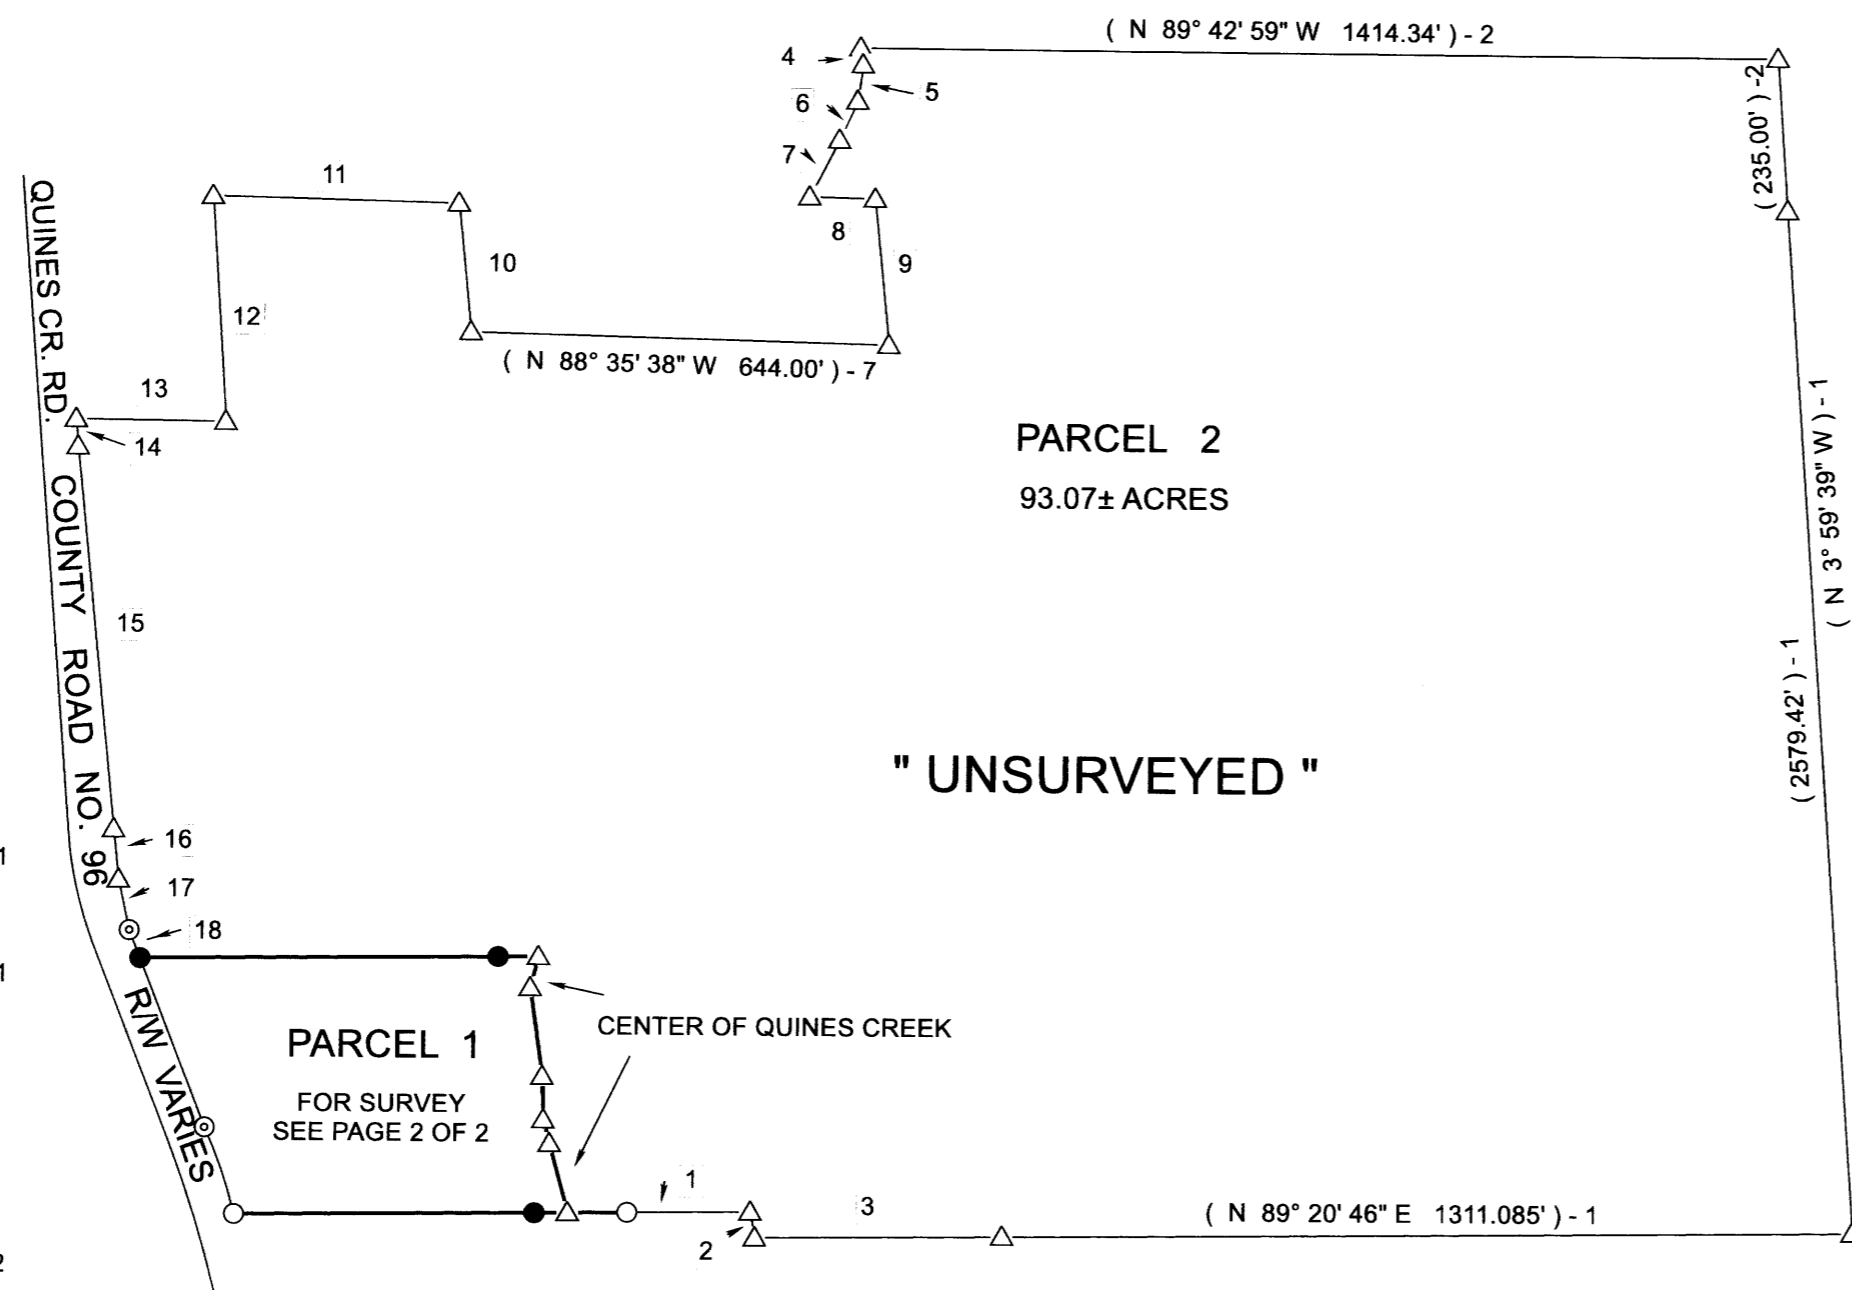 ( N 89° 42' 59" W 1414.34' ) - 2
4
5
6
7
( 235.00' ) -2
11
8
10
9
12
( N 88° 35' 38" W 644.00' ) - 7
QUINES CR. RD.
13
14
( N 3° 59' 39" W ) - 1
PARCEL 2
93.07± ACRES
COUNTY ROAD NO. 96
15
( 2579.42' ) - 1
" UNSURVEYED "
16
1
17
18
1
R/W VARIES
CENTER OF QUINES CREEK
PARCEL 1
FOR SURVEY
SEE PAGE 2 OF 2
1
3
( N 89° 20' 46" E 1311.085' ) - 1
2
2